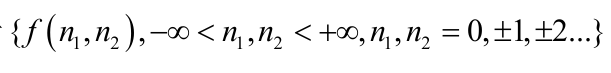 {f(n₁,n₂),−∞<n₁,n₂<+∞,n₁,n₂=0,±1,±2...}